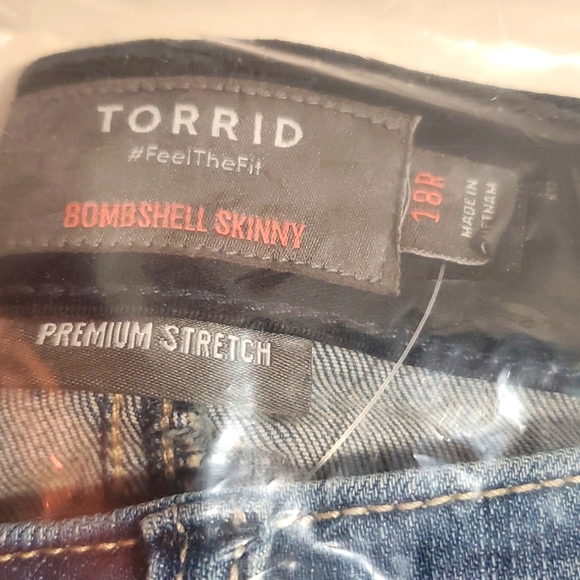 TORRID
#FeelTheFit
BOMBSHELL SKINNY
18R
MADE IN
VIETNAM
PREMIUM STRETCH